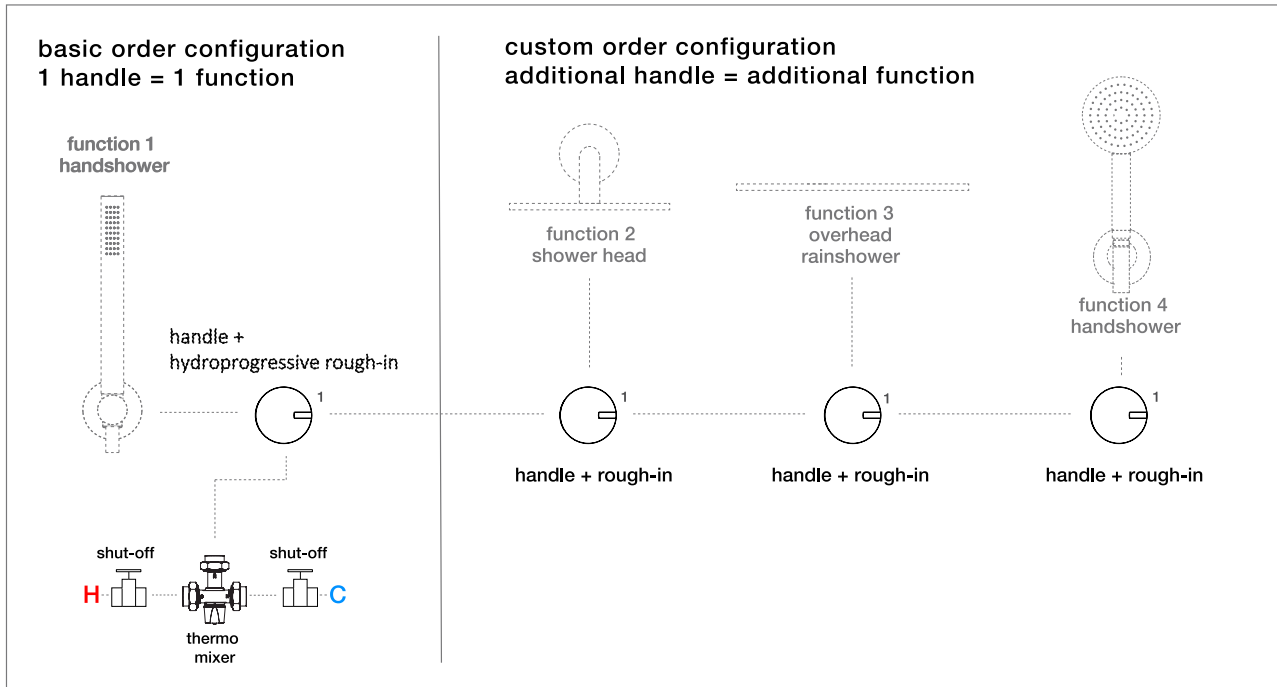 basic order configuration
1 handle = 1 function
function 1
handshower
handle +
hydroprogressive rough-in
1
shut-off
shut-off
H
C
thermo
mixer
custom order configuration
additional handle = additional function
function 2
shower head
function 3
overhead
rainshower
function 4
handshower
1
1
1
handle + rough-in
handle + rough-in
handle + rough-in